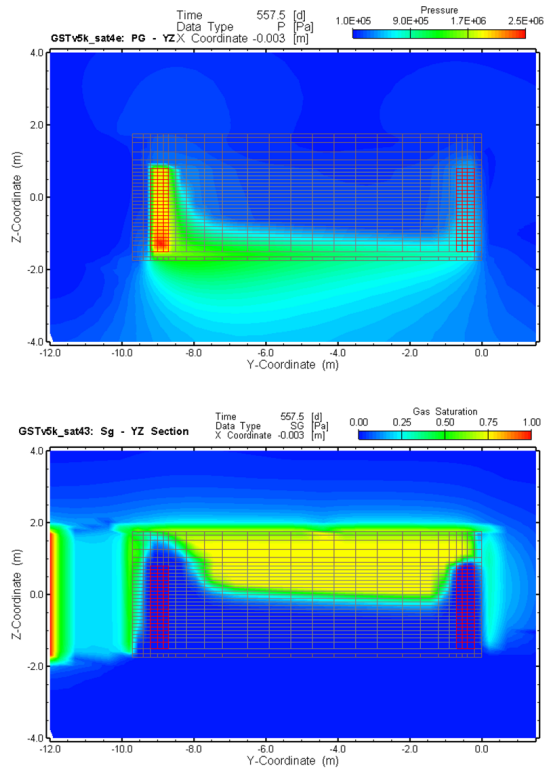 Time 557.5 [d]
Data Type P [Pa]
GSTv5k_sat4e: PG - YZ X Coordinate -0.003 [m]
Pressure
1.0E+05 9.0E+05 1.7E+06 2.5E+06
4.0
2.0
0.0
-2.0
-4.0
Z-Coordinate (m)
-12.0 -10.0 -8.0 -6.0 -4.0 -2.0 0.0
Y-Coordinate (m)
Time 557.5 [d]
Data Type SG [Pa]
GSTv5k_sat43: Sg - YZ Section X Coordinate -0.003 [m]
Gas Saturation
0.00 0.25 0.50 0.75 1.00
4.0
2.0
0.0
-2.0
-4.0
Z-Coordinate (m)
-12.0 -10.0 -8.0 -6.0 -4.0 -2.0 0.0
Y-Coordinate (m)